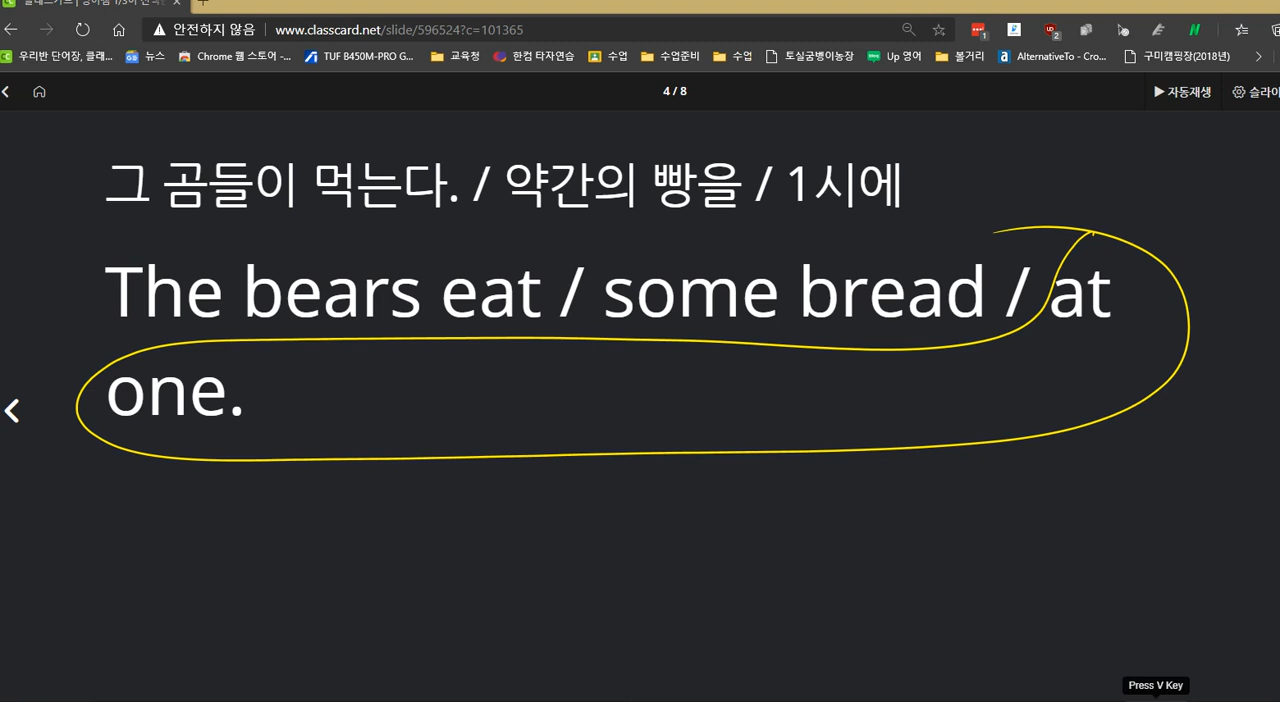 안전하지 않음 www.classcard.net/slide/596524?c=101365
우리반 단어장, 클래... 뉴스 Chrome 웹 스토어 -... TUF B450M-PRO G... 교육청 한컴 타자연습 수업 수업준비 수업 토실굼벵이농장 Up 영어 볼거리 AlternativeTo - Cro... 구미캠핑장(2018년)
4 / 8 자동재생 슬라이
그 곰들이 먹는다. / 약간의 빵을 / 1시에
The bears eat / some bread / at
one.
Press V Key